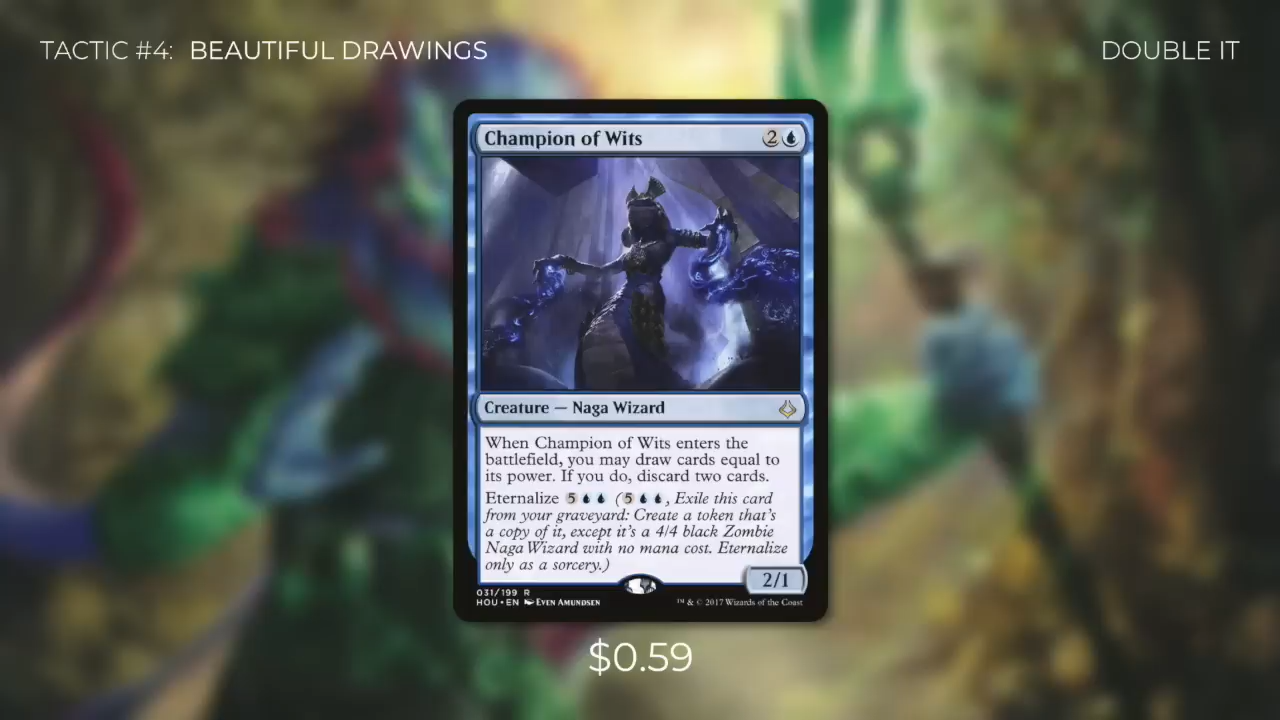 TACTIC #4: BEAUTIFUL DRAWINGS
DOUBLE IT
Champion of Wits 2
Creature — Naga Wizard
When Champion of Wits enters the
battlefield, you may draw cards equal to
its power. If you do, discard two cards.
Eternalize 5 (5, Exile this card
from your graveyard: Create a token that's
a copy of it, except it's a 4/4 black Zombie
Naga Wizard with no mana cost. Eternalize
only as a sorcery.)
2/1
031/199 R
HOU • EN Even Amundsen
™ & © 2017 Wizards of the Coast
$0.59